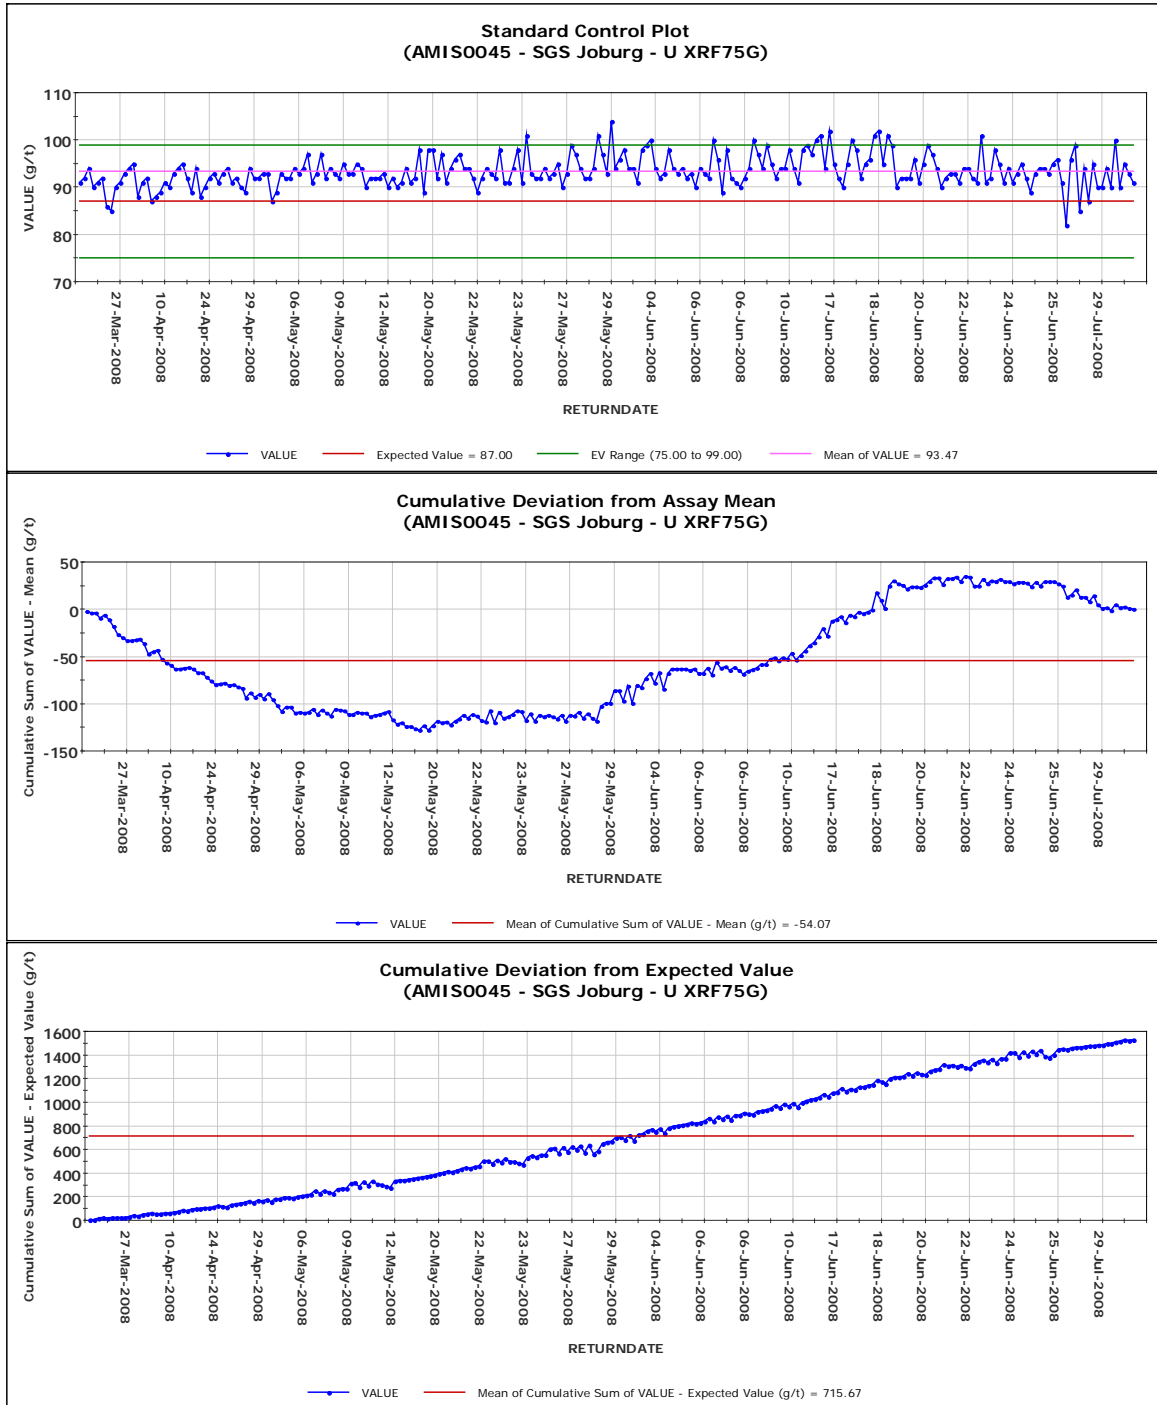 Standard Control Plot
(AMIS0045 - SGS Joburg - U XRF75G)
VALUE (g/t)
110
100
90
80
70
27-Mar-2008
10-Apr-2008
24-Apr-2008
29-Apr-2008
06-May-2008
09-May-2008
12-May-2008
20-May-2008
22-May-2008
23-May-2008
27-May-2008
29-May-2008
04-Jun-2008
06-Jun-2008
06-Jun-2008
10-Jun-2008
17-Jun-2008
18-Jun-2008
20-Jun-2008
22-Jun-2008
24-Jun-2008
25-Jun-2008
29-Jul-2008
RETURNDATE
VALUE Expected Value = 87.00 EV Range (75.00 to 99.00) Mean of VALUE = 93.47
Cumulative Deviation from Assay Mean
(AMIS0045 - SGS Joburg - U XRF75G)
Cumulative Sum of VALUE - Mean (g/t)
50
0
-50
-100
-150
27-Mar-2008
10-Apr-2008
24-Apr-2008
29-Apr-2008
06-May-2008
09-May-2008
12-May-2008
20-May-2008
22-May-2008
23-May-2008
27-May-2008
29-May-2008
04-Jun-2008
06-Jun-2008
06-Jun-2008
10-Jun-2008
17-Jun-2008
18-Jun-2008
20-Jun-2008
22-Jun-2008
24-Jun-2008
25-Jun-2008
29-Jul-2008
RETURNDATE
VALUE Mean of Cumulative Sum of VALUE - Mean (g/t) = -54.07
Cumulative Deviation from Expected Value
(AMIS0045 - SGS Joburg - U XRF75G)
Cumulative Sum of VALUE - Expected Value (g/t)
1600
1400
1200
1000
800
600
400
200
0
27-Mar-2008
10-Apr-2008
24-Apr-2008
29-Apr-2008
06-May-2008
09-May-2008
12-May-2008
20-May-2008
22-May-2008
23-May-2008
27-May-2008
29-May-2008
04-Jun-2008
06-Jun-2008
06-Jun-2008
10-Jun-2008
17-Jun-2008
18-Jun-2008
20-Jun-2008
22-Jun-2008
24-Jun-2008
25-Jun-2008
29-Jul-2008
RETURNDATE
VALUE Mean of Cumulative Sum of VALUE - Expected Value (g/t) = 715.67